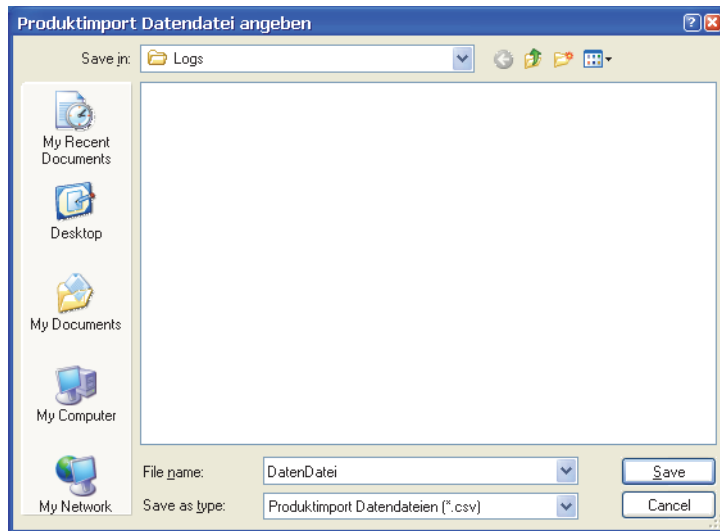 Produktimport Datendatei angeben
Save in: Logs
My Recent
Documents
Desktop
My Documents
My Computer
My Network
File name: DatenDatei Save
Save as type: Produktimport Datendateien (*.csv) Cancel